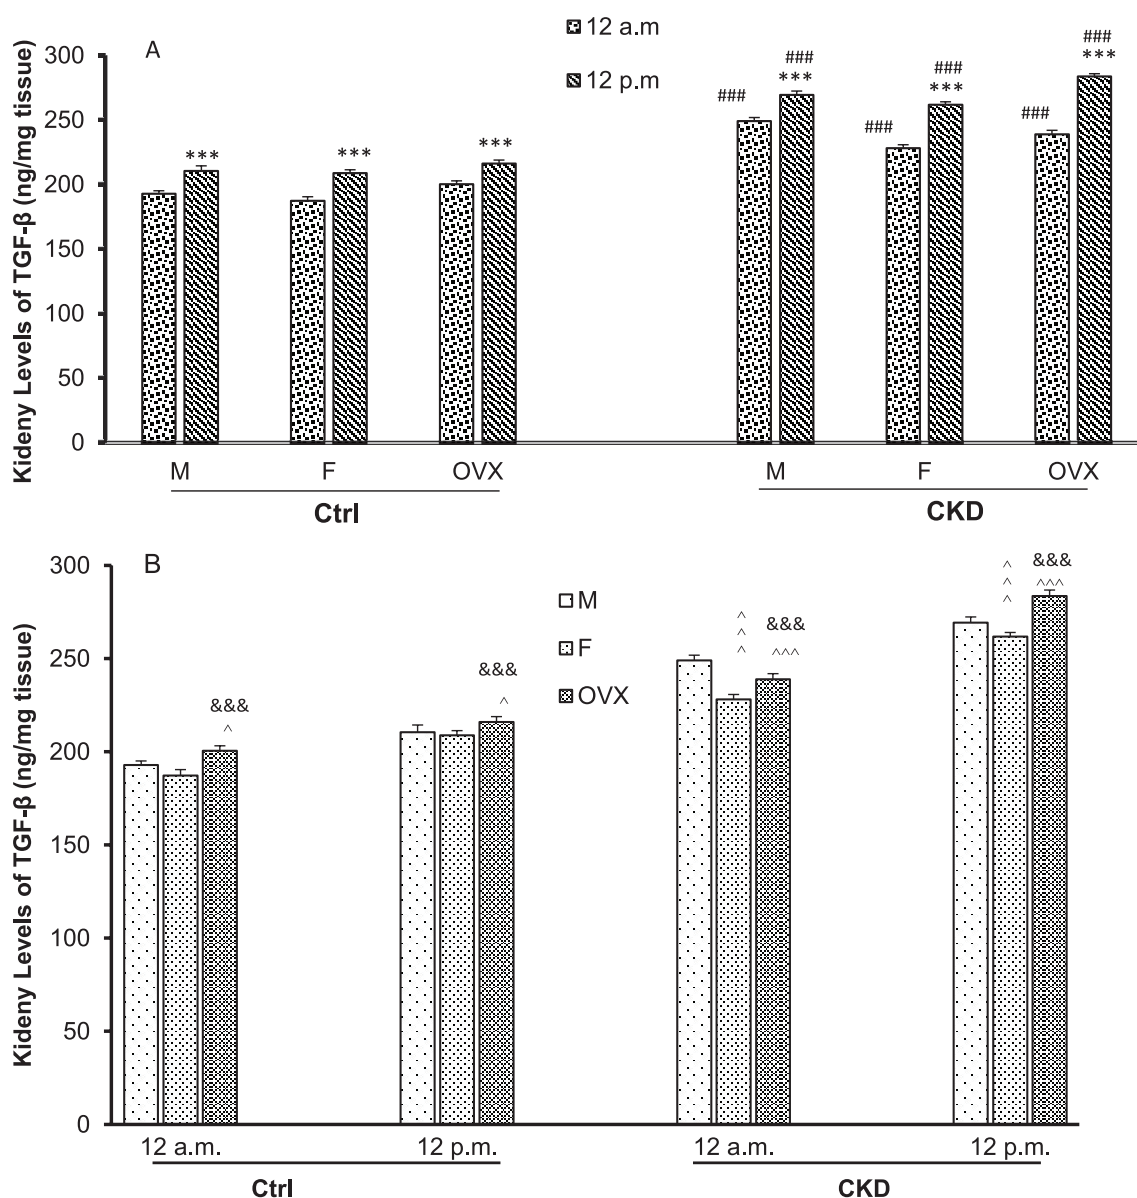 Kideny Levels of TGF-β (ng/mg tissue)
A
12 a.m
12 p.m
300
250
200
150
100
50
0
***
***
***
###
###
***
###
###
***
###
###
***
M
F
OVX
M
F
OVX
Ctrl
CKD
Kideny Levels of TGF-β (ng/mg tissue)
B
M
F
OVX
300
250
200
150
100
50
0
&&&
^
&&&
^
^
^
^
&&&
^^^
^
^
^
&&&
^^^
12 a.m.
12 p.m.
12 a.m.
12 p.m.
Ctrl
CKD